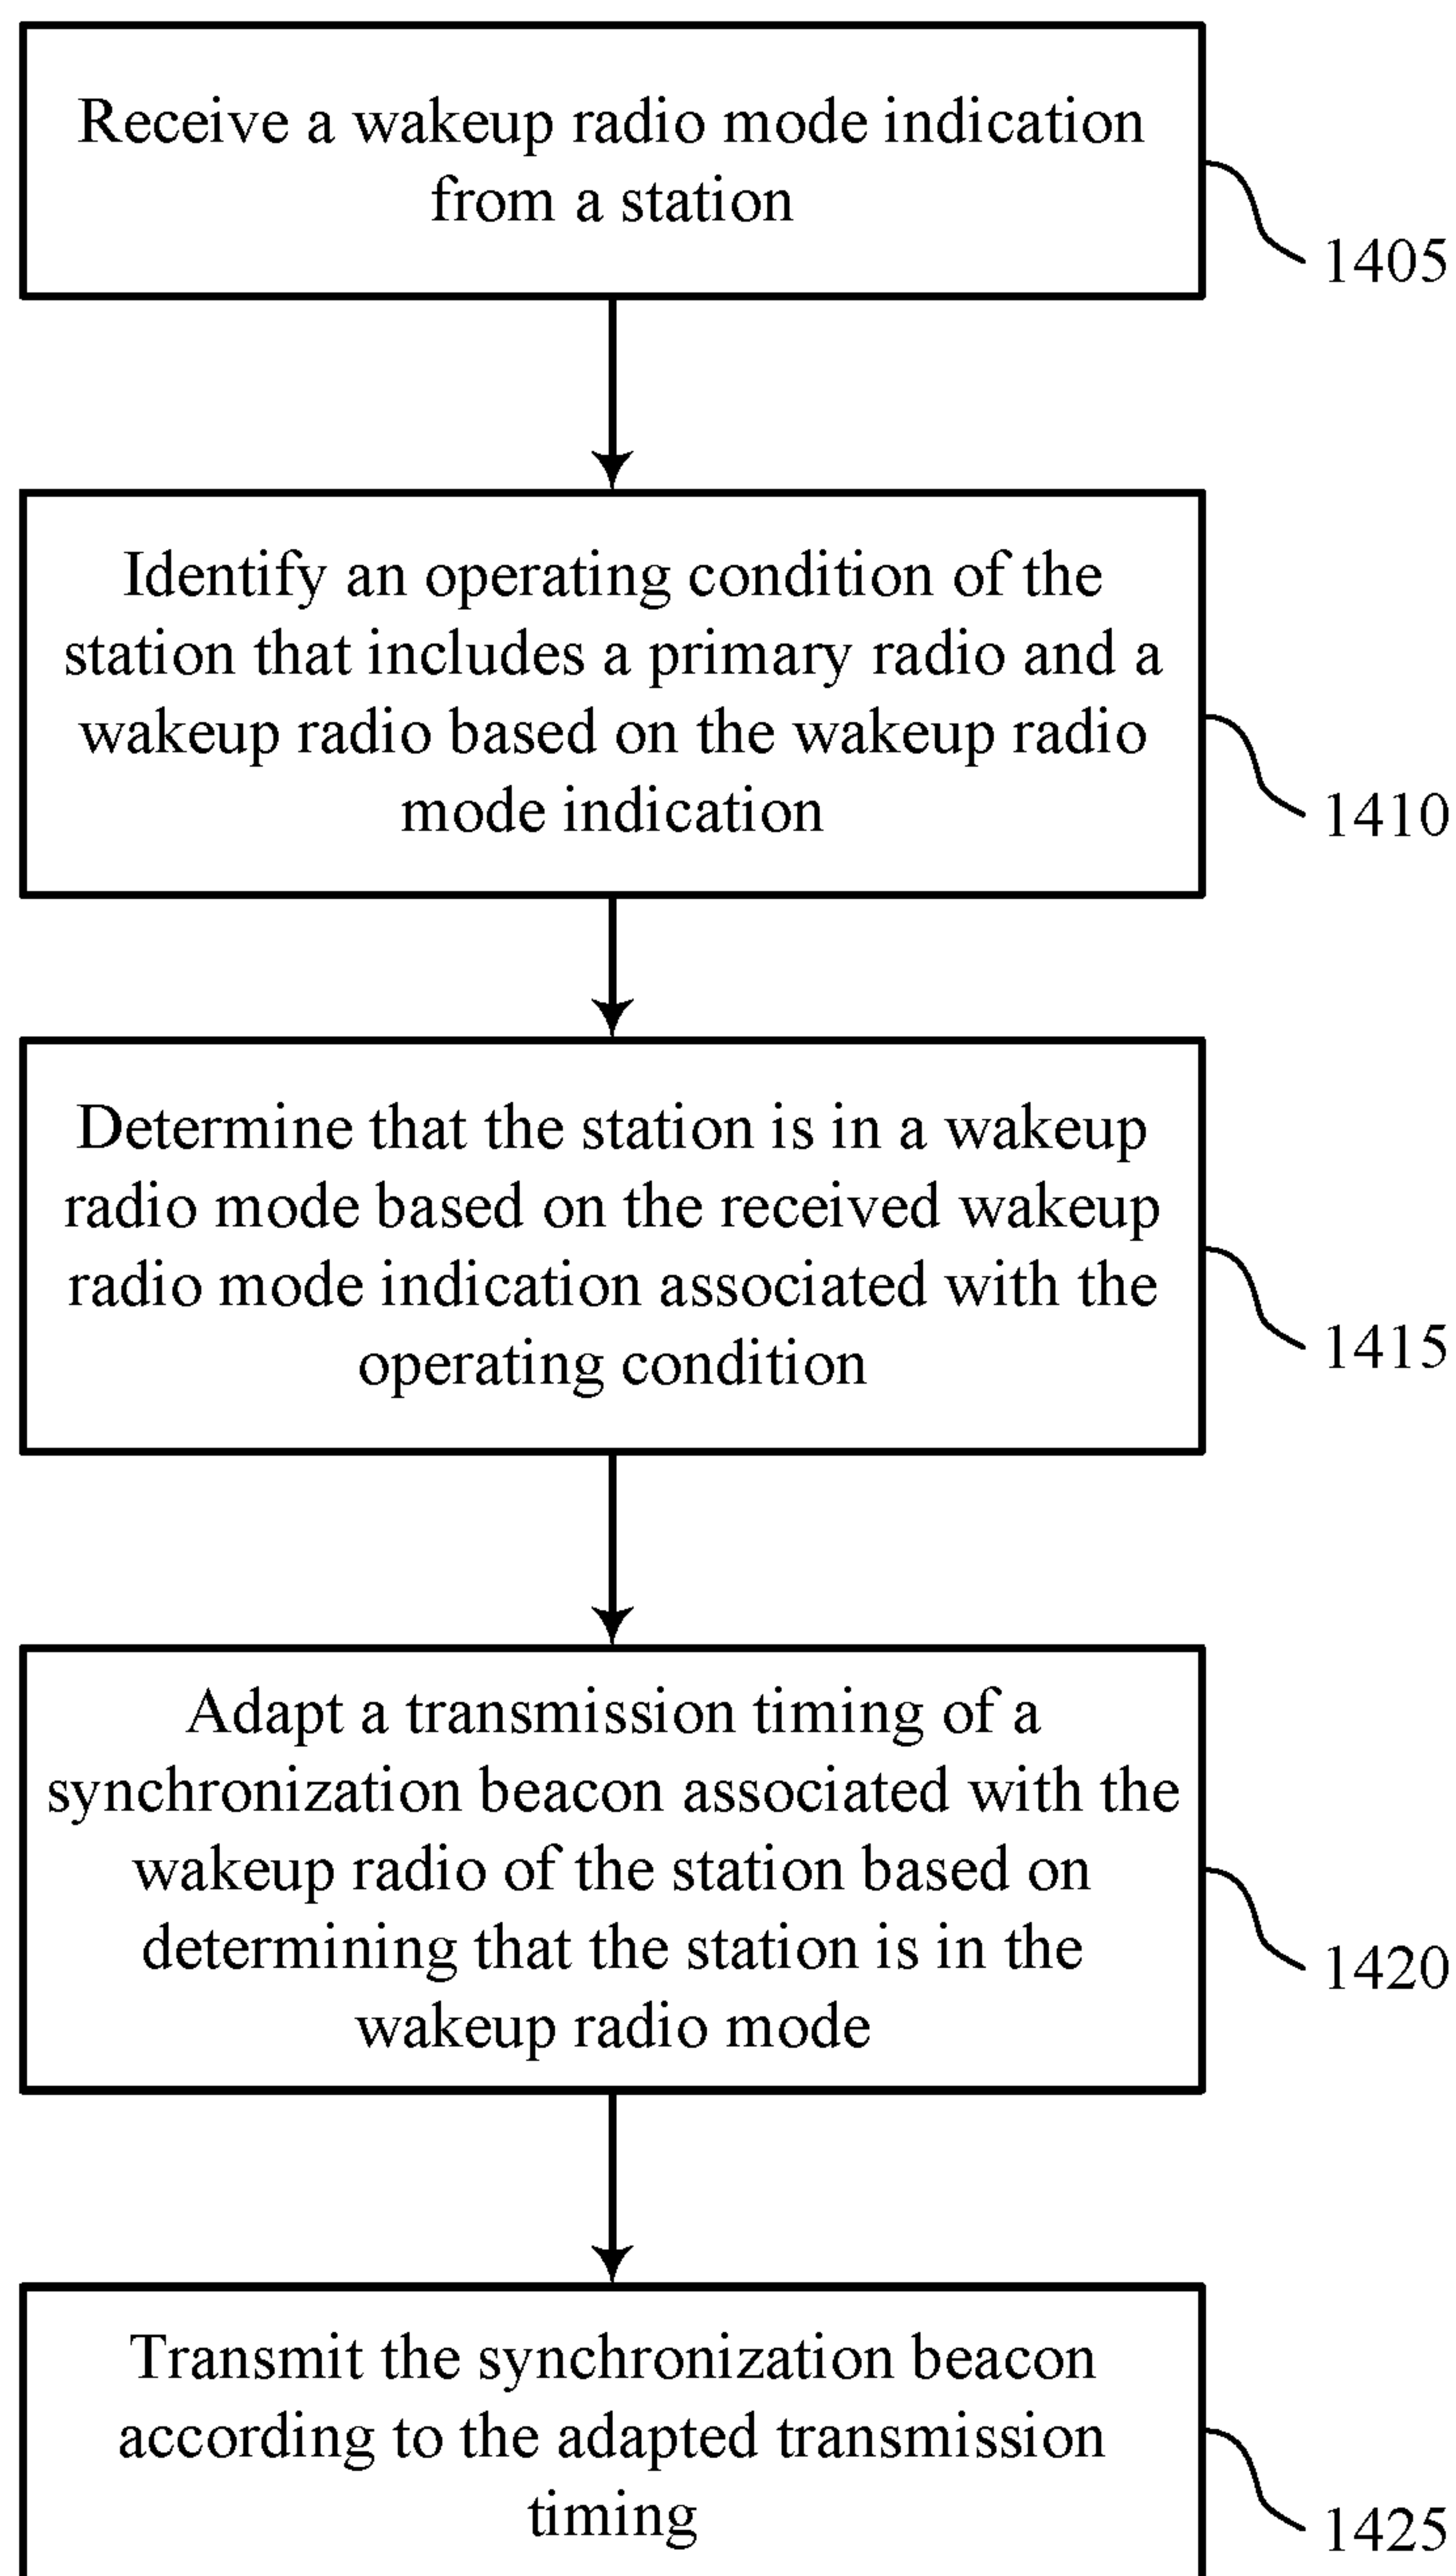 Receive a wakeup radio mode indication
from a station
1405
Identify an operating condition of the
station that includes a primary radio and a
wakeup radio based on the wakeup radio
mode indication
1410
Determine that the station is in a wakeup
radio mode based on the received wakeup
radio mode indication associated with the
operating condition
1415
Adapt a transmission timing of a
synchronization beacon associated with the
wakeup radio of the station based on
determining that the station is in the
wakeup radio mode
1420
Transmit the synchronization beacon
according to the adapted transmission
timing
1425